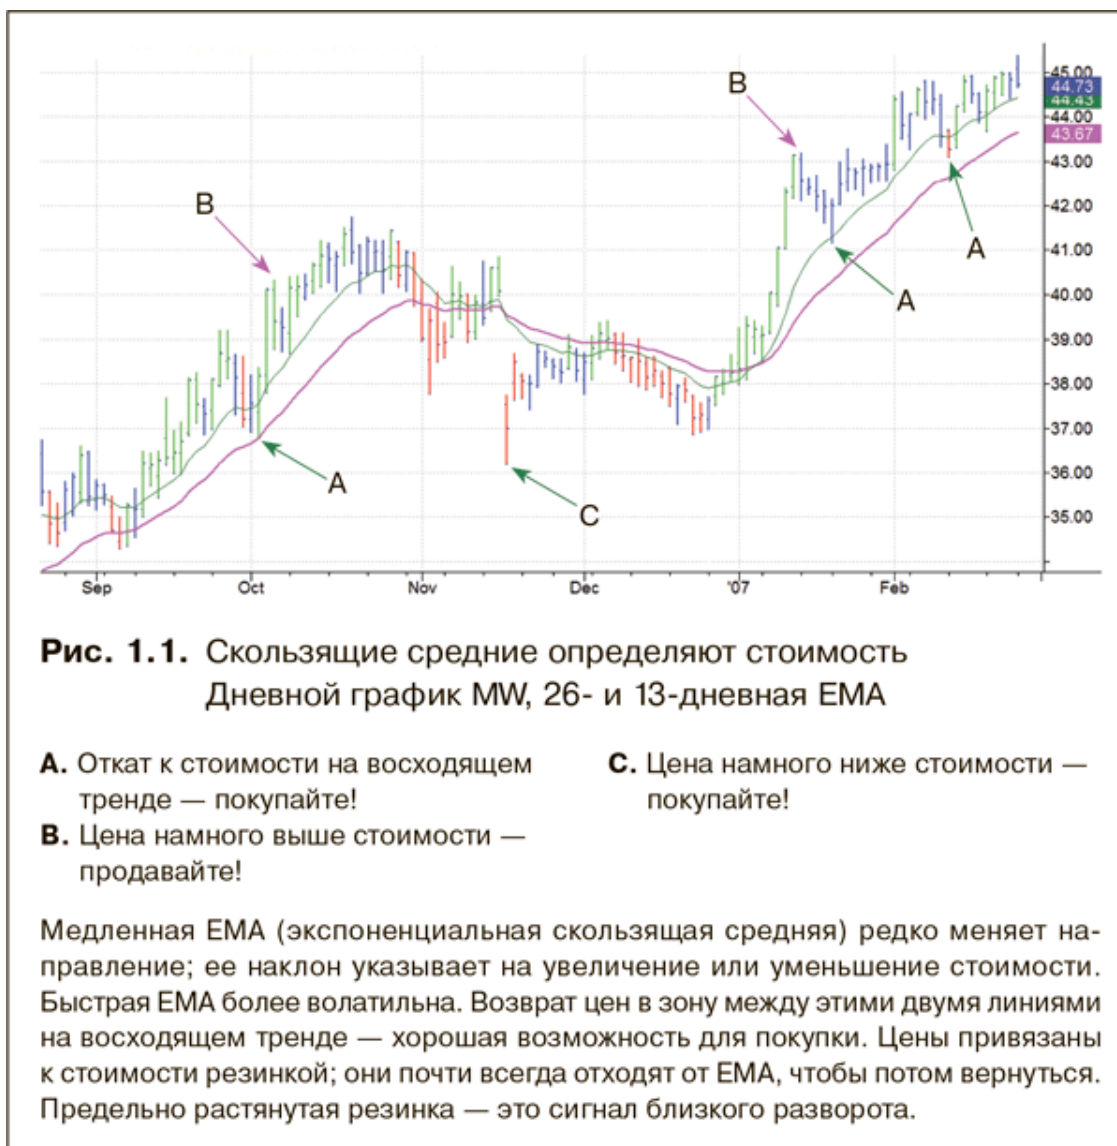 B
B
A
A
A
C
45.00
44.73
44.43
44.00
43.67
43.00
42.00
41.00
40.00
39.00
38.00
37.00
36.00
35.00
Sep Oct Nov Dec '07 Feb
Рис. 1.1. Скользящие средние определяют стоимость
Дневной график MW, 26- и 13-дневная EMA
A. Откат к стоимости на восходящем
тренде — покупайте!
B. Цена намного выше стоимости —
продавайте!
C. Цена намного ниже стоимости —
покупайте!
Медленная EMA (экспоненциальная скользящая средняя) редко меняет на-
правление; ее наклон указывает на увеличение или уменьшение стоимости.
Быстрая EMA более волатильна. Возврат цен в зону между этими двумя линиями
на восходящем тренде — хорошая возможность для покупки. Цены привязаны
к стоимости резинкой; они почти всегда отходят от EMA, чтобы потом вернуться.
Предельно растянутая резинка — это сигнал близкого разворота.